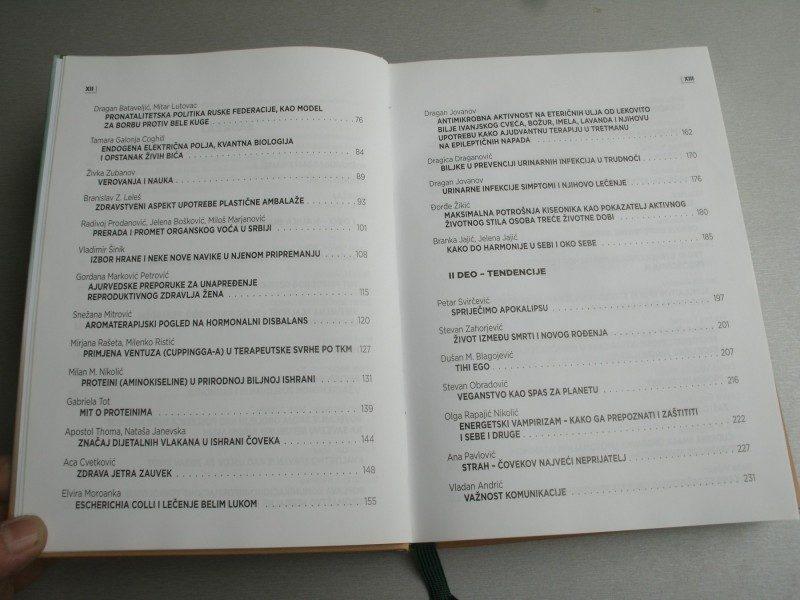 XII
Dragan Bataveljić, Mitar Lutovac
PRONATALITETSKA POLITIKA RUSKE FEDERACIJE, KAO MODEL
ZA BORBU PROTIV BELE KUGE 76
Tamara Galonja Coghill
ENDOGENA ELEKTRIČNA POLJA, KVANTNA BIOLOGIJA
I OPSTANAK ŽIVIH BIĆA 84
Živka Zubanov
VEROVANJA I NAUKA 89
Branislav Z. Leleš
ZDRAVSTVENI ASPEKT UPOTREBE PLASTIČNE AMBALAŽE 93
Radivoj Prodanović, Jelena Bošković, Miloš Marjanović
PRERADA I PROMET ORGANSKOG VOĆA U SRBIJI 101
Vladimir Šinik
IZBOR HRANE I NEKE NOVE NAVIKE U NJENOM PRIPREMANJU 108
Gordana Marković Petrović
AJURVEDSKE PREPORUKE ZA UNAPREĐENJE
REPRODUKTIVNOG ZDRAVLJA ŽENA 115
Snežana Mitrović
AROMATERAPIJSKI POGLED NA HORMONALNI DISBALANS 120
Mirjana Rašeta, Milenko Ristić
PRIMJENA VENTUZA (CUPPINGGA-A) U TERAPEUTSKE SVRHE PO TKM 127
Milan M. Nikolić
PROTEINI (AMINOKISELINE) U PRIRODNOJ BILJNOJ ISHRANI 131
Gabriela Tot
MIT O PROTEINIMA 139
Apostol Thoma, Nataša Janevska
ZNAČAJ DIJETALNIH VLAKANA U ISHRANI ČOVEKA 144
Aca Cvetković
ZDRAVA JETRA ZAUVEK 148
Elvira Moroanka
ESCHERICHIA COLLI I LEČENJE BELIM LUKOM 155
XIII
Dragan Jovanov
ANTIMIKROBNA AKTIVNOST NA ETERIČNIH ULJA OD LEKOVITO
BILJE IVANJSKOG CVEĆA, BOŽUR, IMELA, LAVANDA I NJIHOVU
UPOTREBU KAKO AJUDVANTNU TERAPIJU U TRETMANU
NA EPILEPTIČNIH NAPADA 162
Dragica Draganović
BILJKE U PREVENCIJI URINARNIH INFEKCIJA U TRUDNOĆI 170
Dragan Jovanov
URINARNE INFEKCIJE SIMPTOMI I NJIHOVO LEČENJE 176
Đorđe Žikić
MAKSIMALNA POTROŠNJA KISEONIKA KAO POKAZATELJ AKTIVNOG
ŽIVOTNOG STILA OSOBA TREĆE ŽIVOTNE DOBI 180
Branka Jajić, Jelena Jajić
KAKO DO HARMONIJE U SEBI I OKO SEBE 185
II DEO – TENDENCIJE
Petar Svirčević
SPRIJEČIMO APOKALIPSU 197
Stevan Zahorjević
ŽIVOT IZMEĐU SMRTI I NOVOG ROĐENJA 201
Dušan M. Blagojević
TIHI EGO 207
Stevan Obradović
VEGANSTVO KAO SPAS ZA PLANETU 216
Olga Rapajić Nikolić
ENERGETSKI VAMPIRIZAM – KAKO GA PREPOZNATI I ZAŠTITITI
I SEBE I DRUGE 222
Ana Pavlović
STRAH – ČOVEKOV NAJVEĆI NEPRIJATELJ 227
Vladan Andrić
VAŽNOST KOMUNIKACIJE 231